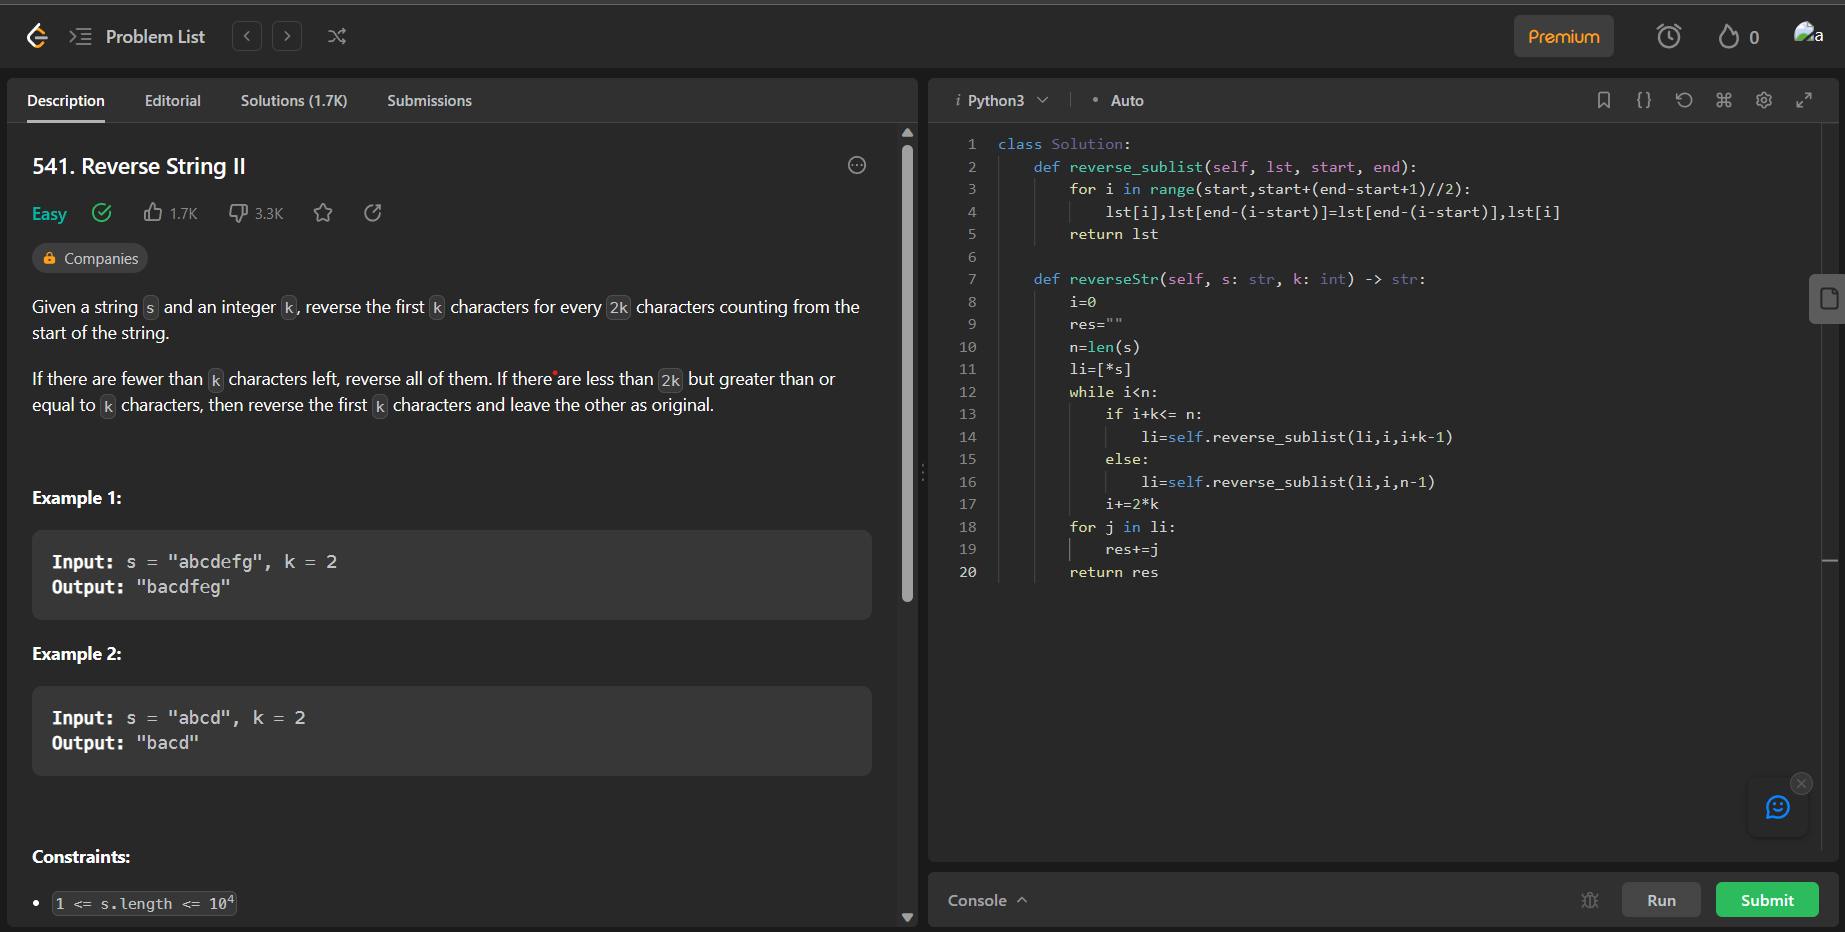 Problem List
Premium
0
a
Description Editorial Solutions (1.7K) Submissions
541. Reverse String II
Easy 1.7K 3.3K
Companies
Given a string s and an integer k, reverse the first k characters for every 2k characters counting from the
start of the string.
If there are fewer than k characters left, reverse all of them. If there are less than 2k but greater than or
equal to k characters, then reverse the first k characters and leave the other as original.
Example 1:
Input: s = "abcdefg", k = 2
Output: "bacdfeg"
Example 2:
Input: s = "abcd", k = 2
Output: "bacd"
Constraints:
• 1 <= s.length <= 10⁴
i Python3 • Auto
1 class Solution:
2     def reverse_sublist(self, lst, start, end):
3         for i in range(start,start+(end-start+1)//2):
4             lst[i],lst[end-(i-start)]=lst[end-(i-start)],lst[i]
5         return lst
6
7     def reverseStr(self, s: str, k: int) -> str:
8         i=0
9         res=""
10         n=len(s)
11         li=[*s]
12         while i<n:
13             if i+k<= n:
14                 li=self.reverse_sublist(li,i,i+k-1)
15             else:
16                 li=self.reverse_sublist(li,i,n-1)
17             i+=2*k
18         for j in li:
19             res+=j
20         return res
Console
Run
Submit